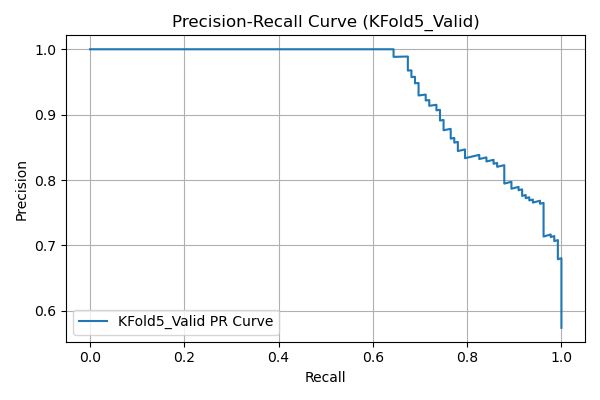 Precision-Recall Curve (KFold5_Valid)
1.0
0.9
0.8
0.7
0.6
Precision
KFold5_Valid PR Curve
0.0 0.2 0.4 0.6 0.8 1.0
Recall